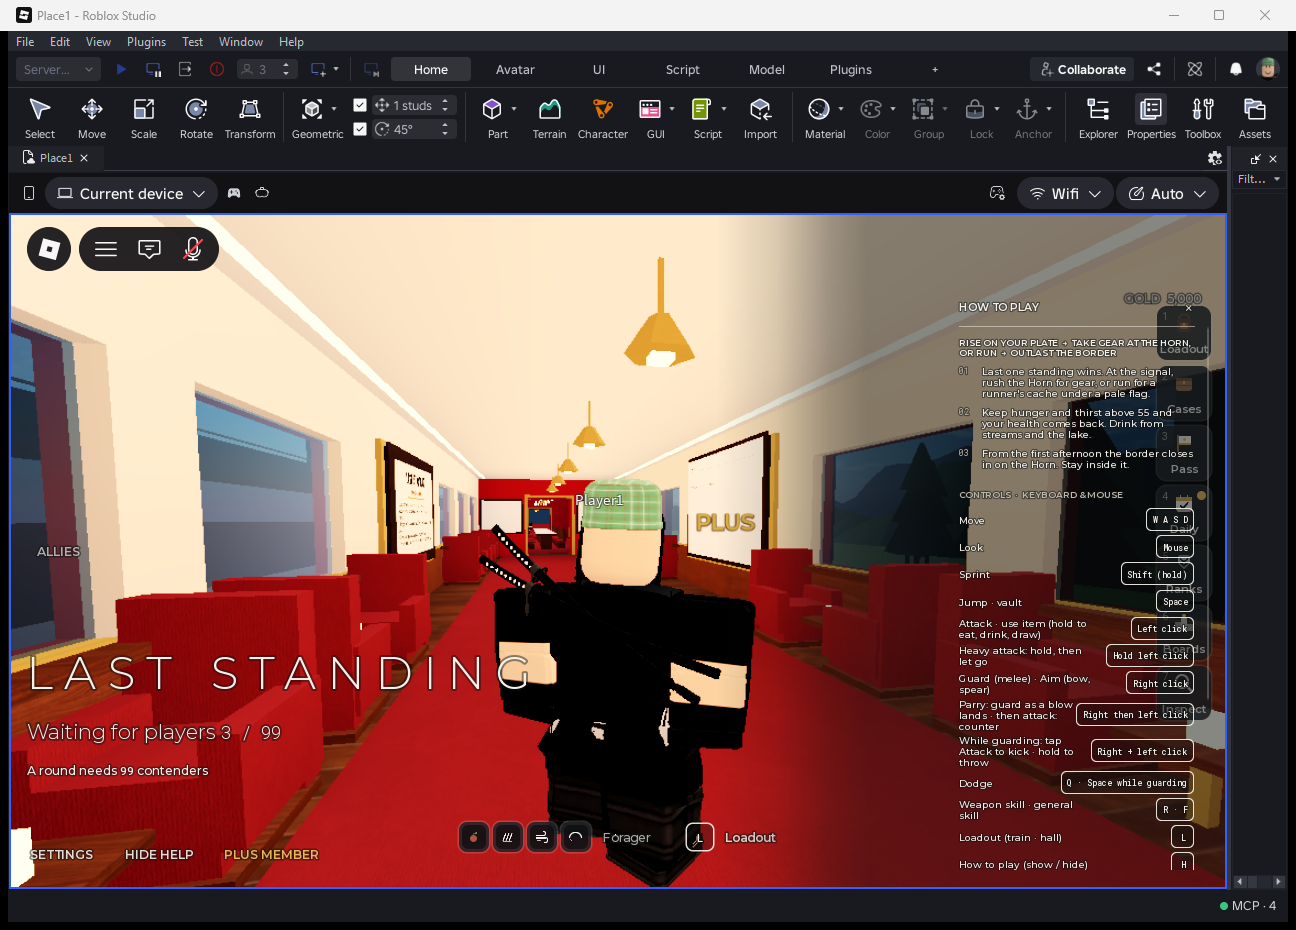 Place1 - Roblox Studio
File Edit View Plugins Test Window Help
Server... 3 Home Avatar UI Script Model Plugins + Collaborate
1 studs
45°
Select Move Scale Rotate Transform Geometric Part Terrain Character GUI Script Import Material Color Group Lock Anchor Explorer Properties Toolbox Assets
Place1
Current device Wifi Auto
Filt...
GOLD 5,000
HOW TO PLAY
RISE ON YOUR PLATE → TAKE GEAR AT THE HORN,
OR RUN → OUTLAST THE BORDER
01 Last one standing wins. At the signal,
rush the Horn for gear, or run for a
runner's cache under a pale flag.
02 Keep hunger and thirst above 55 and
your health comes back. Drink from
streams and the lake.
03 From the first afternoon the border closes
in on the Horn. Stay inside it.
CONTROLS · KEYBOARD & MOUSE
Move W A S D
Look Mouse
Sprint Shift (hold)
Jump · vault Space
Attack · use item (hold to
eat, drink, draw) Left click
Heavy attack: hold, then
let go Hold left click
Guard (melee) · Aim (bow,
spear) Right click
Parry: guard as a blow
lands · then attack:
counter Right then left click
While guarding: tap
Attack to kick · hold to
throw Right + left click
Dodge Q · Space while guarding
Weapon skill · general
skill R · F
Loadout (train · hall) L
How to play (show / hide) H
1 Loadout
2 Cases
3 Pass
4 Daily
Ranks
Boards
Inspect
Player1
PLUS
ALLIES
LAST STANDING
Waiting for players 3 / 99
A round needs 99 contenders
SETTINGS HIDE HELP PLUS MEMBER
Forager L Loadout
MCP · 4